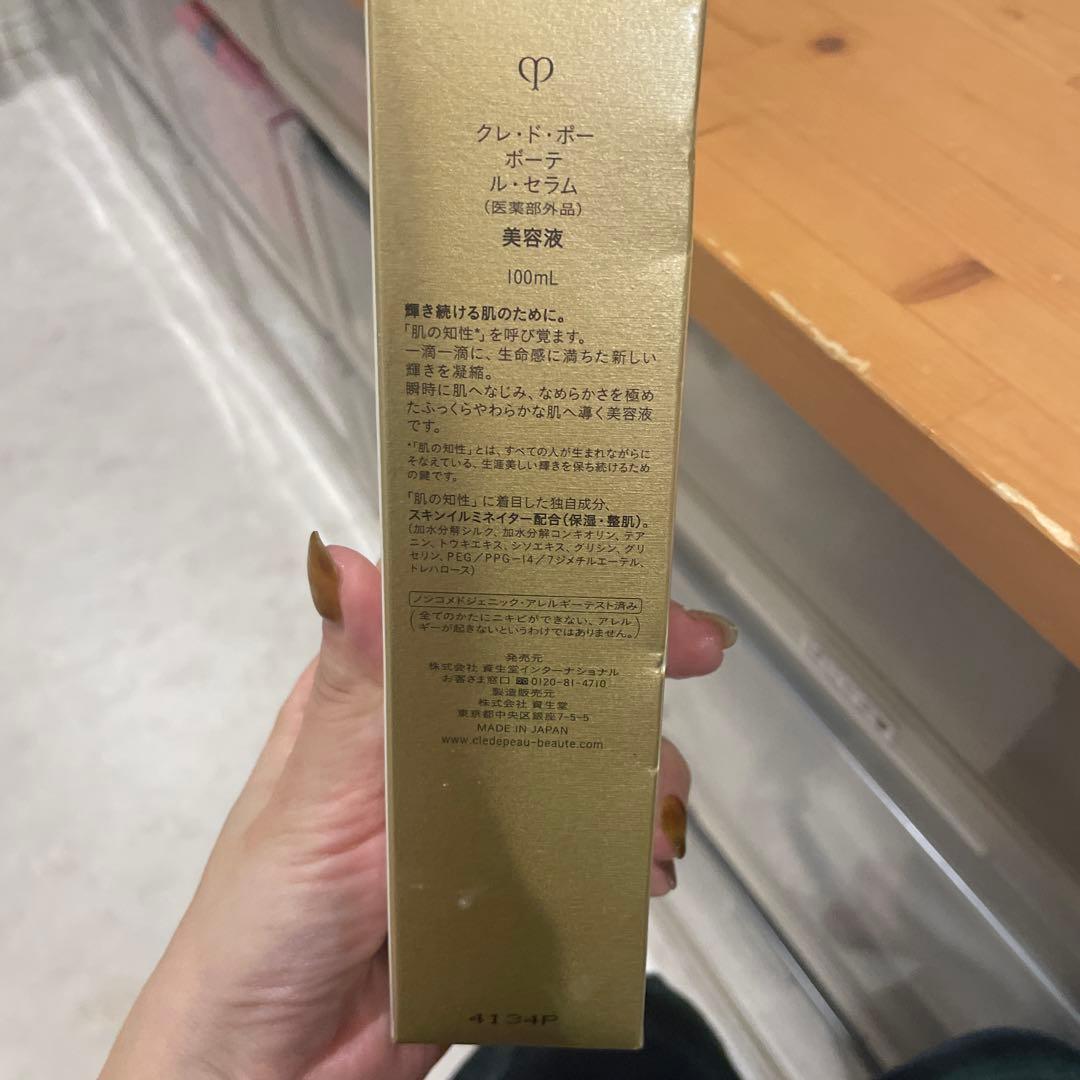 クレ・ド・ポー
ボーテ
ル・セラム
(医薬部外品)
美容液
100mL
輝き続ける肌のために。
「肌の知性*」を呼び覚ます。
一滴一滴に、生命感に満ちた新しい
輝きを凝縮。
瞬時に肌へなじみ、なめらかさを極め
たふっくらやわらかな肌へ導く美容液
です。
*「肌の知性」とは、すべての人が生まれながらに
そなえている、生涯美しい輝きを保ち続けるため
の鍵です。
「肌の知性」に着目した独自成分、
スキンイルミネイター配合(保湿・整肌)。
(加水分解シルク、加水分解コンキオリン、テア
ニン、トウキエキス、シソエキス、グリシン、グリ
セリン、PEG/PPG-14/7ジメチルエーテル、
トレハロース)
ノンコメドジェニック・アレルギーテスト済み
(全てのかたにニキビができない、アレル
ギーが起きないというわけではありません。)
発売元
株式会社 資生堂インターナショナル
お客さま窓口 0120-81-4710
製造販売元
株式会社 資生堂
東京都中央区銀座7-5-5
MADE IN JAPAN
www.cledepeau-beaute.com
4134P